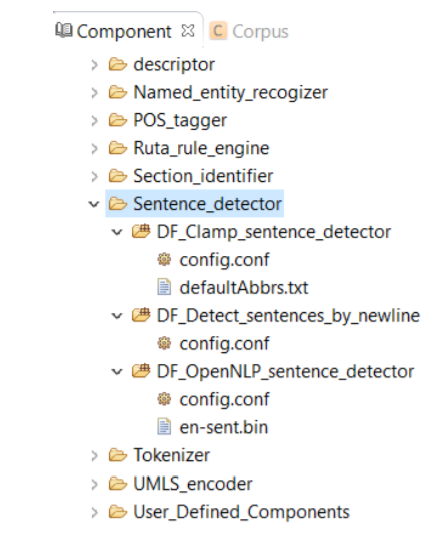 Component C Corpus
descriptor
Named_entity_recogizer
POS_tagger
Ruta_rule_engine
Section_identifier
Sentence_detector
DF_Clamp_sentence_detector
config.conf
defaultAbbrs.txt
DF_Detect_sentences_by_newline
config.conf
DF_OpenNLP_sentence_detector
config.conf
en-sent.bin
Tokenizer
UMLS_encoder
User_Defined_Components